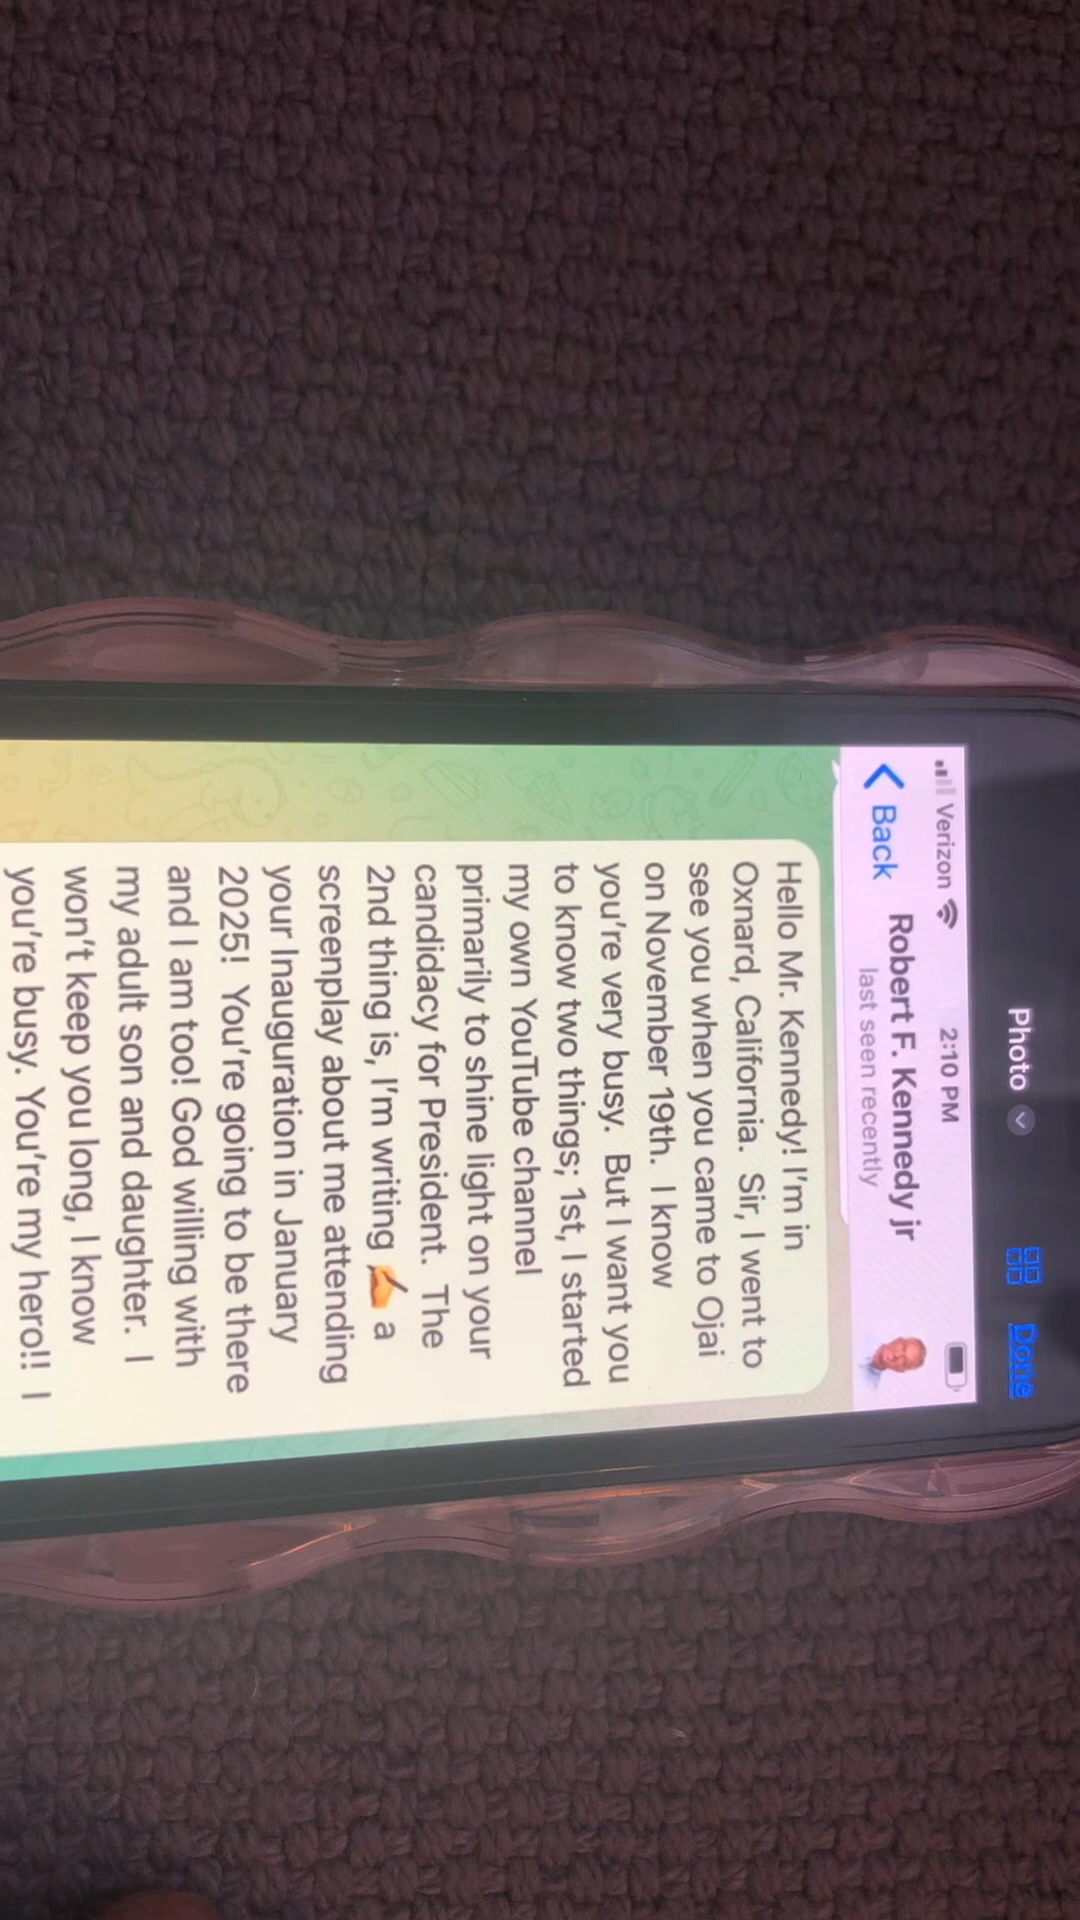 Photo
Done
Verizon 2:10 PM
Back Robert F. Kennedy jr
last seen recently
Hello Mr. Kennedy! I'm in
Oxnard, California. Sir, I went to
see you when you came to Ojai
on November 19th. I know
you're very busy. But I want you
to know two things; 1st, I started
my own YouTube channel
primarily to shine light on your
candidacy for President. The
2nd thing is, I'm writing ✍️ a
screenplay about me attending
your Inauguration in January
2025! You're going to be there
and I am too! God willing with
my adult son and daughter. I
won't keep you long, I know
you're busy. You're my hero!! I